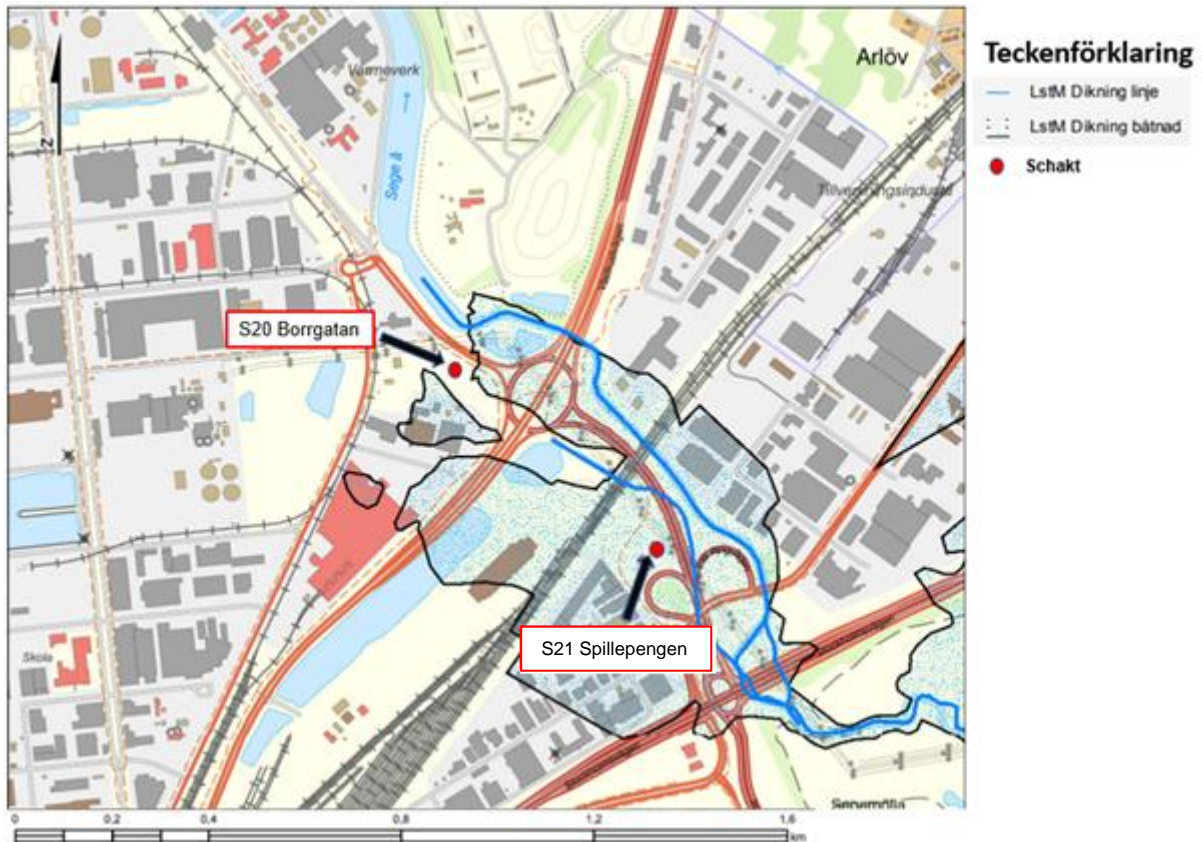 Arlöv
Värmeverk
Sege å
N
Tillverkningsindustri
S20 Borrgatan
S21 Spillepengen
Skola
0 0,2 0,4 0,8 1,2 1,6
km
Teckenförklaring
LstM Dikning linje
LstM Dikning båtnad
Schakt